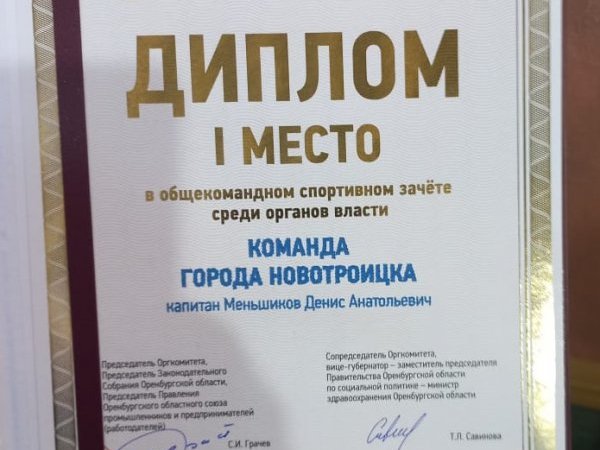 ДИПЛОМ
I МЕСТО
в общекомандном спортивном зачёте
среди органов власти
КОМАНДА
ГОРОДА НОВОТРОИЦКА
капитан Меньшиков Денис Анатольевич
Председатель Оргкомитета,
Председатель Законодательного
Собрания Оренбургской области,
Председатель Правления
Оренбургского областного союза
промышленников и предпринимателей
(работодателей)
С.И. Грачев
Сопредседатель Оргкомитета,
вице-губернатор – заместитель председателя
Правительства Оренбургской области
по социальной политике – министр
здравоохранения Оренбургской области
Т.Л. Савинова